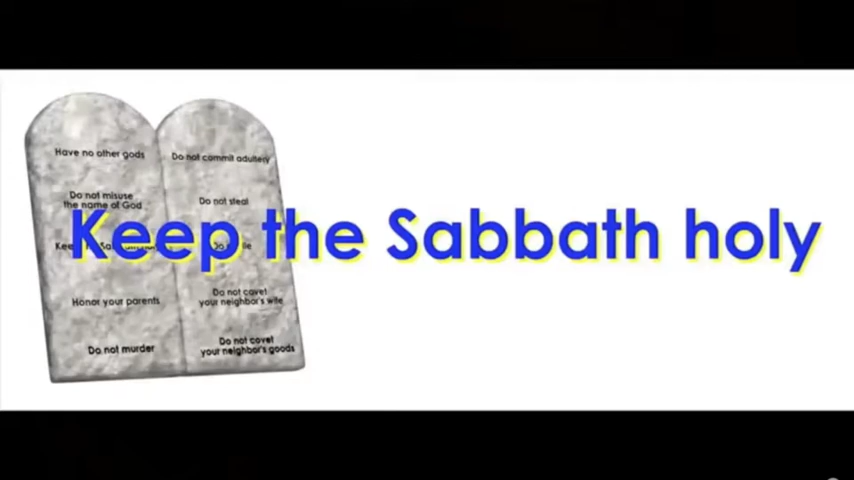 Have no other gods
Do not misuse
the name of God
Honor your parents
Do not murder
Do not commit adultery
Do not steal
Do not
Do not covet
your neighbor's wife
Do not covet
your neighbor's goods
Keep the Sabbath holy